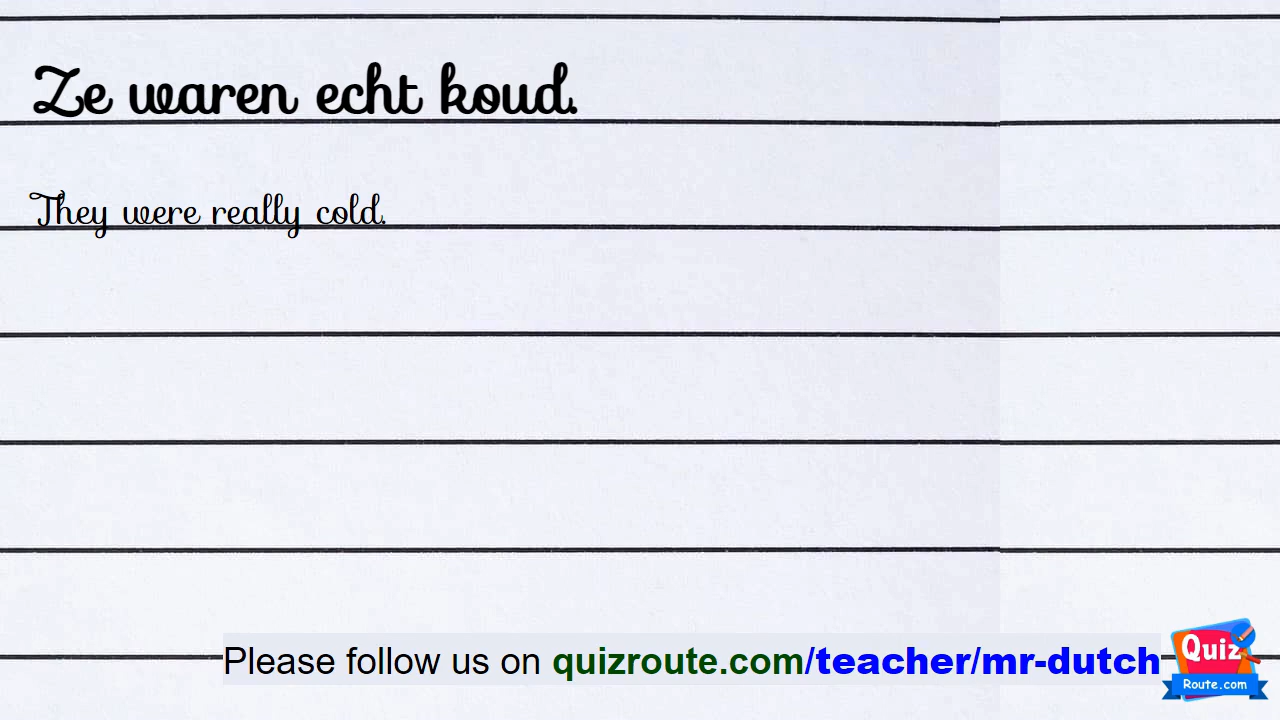 Ze waren echt koud.
They were really cold.
Please follow us on quizroute.com/teacher/mr-dutch
Quiz
Route.com